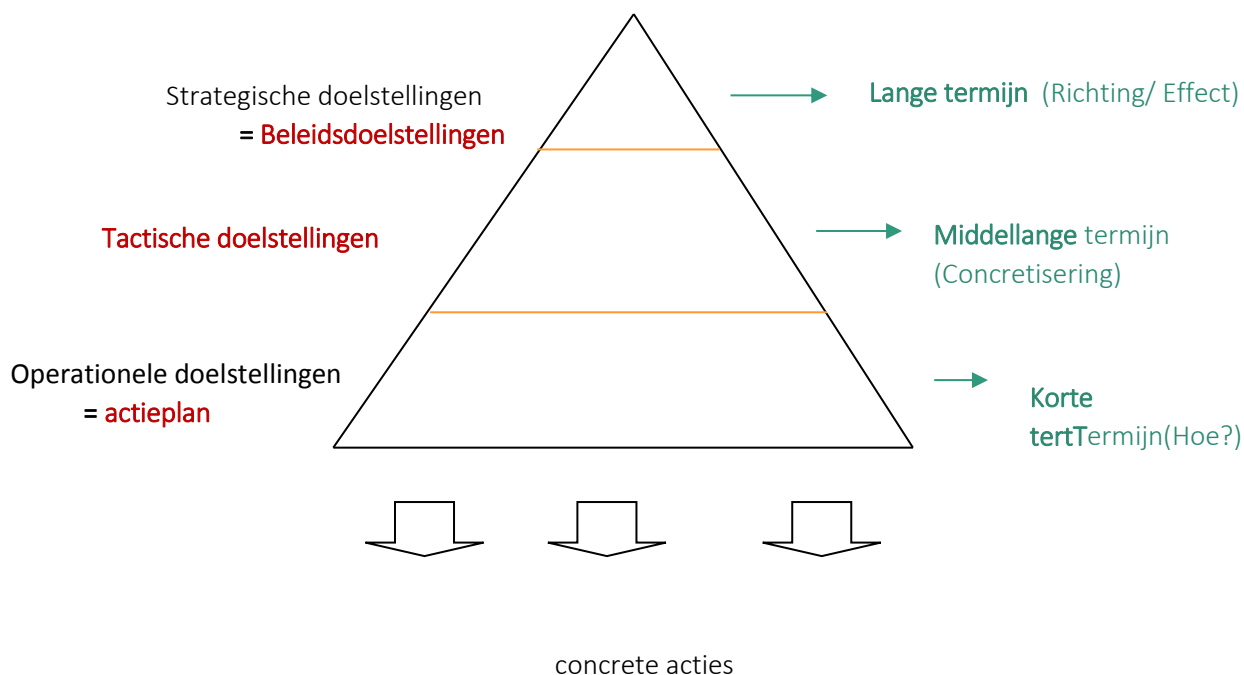 Strategische doelstellingen
= Beleidsdoelstellingen
Lange termijn (Richting/ Effect)
Tactische doelstellingen
Middellange termijn
(Concretisering)
Operationele doelstellingen
= actieplan
Korte
tertTermijn(Hoe?)
concrete acties